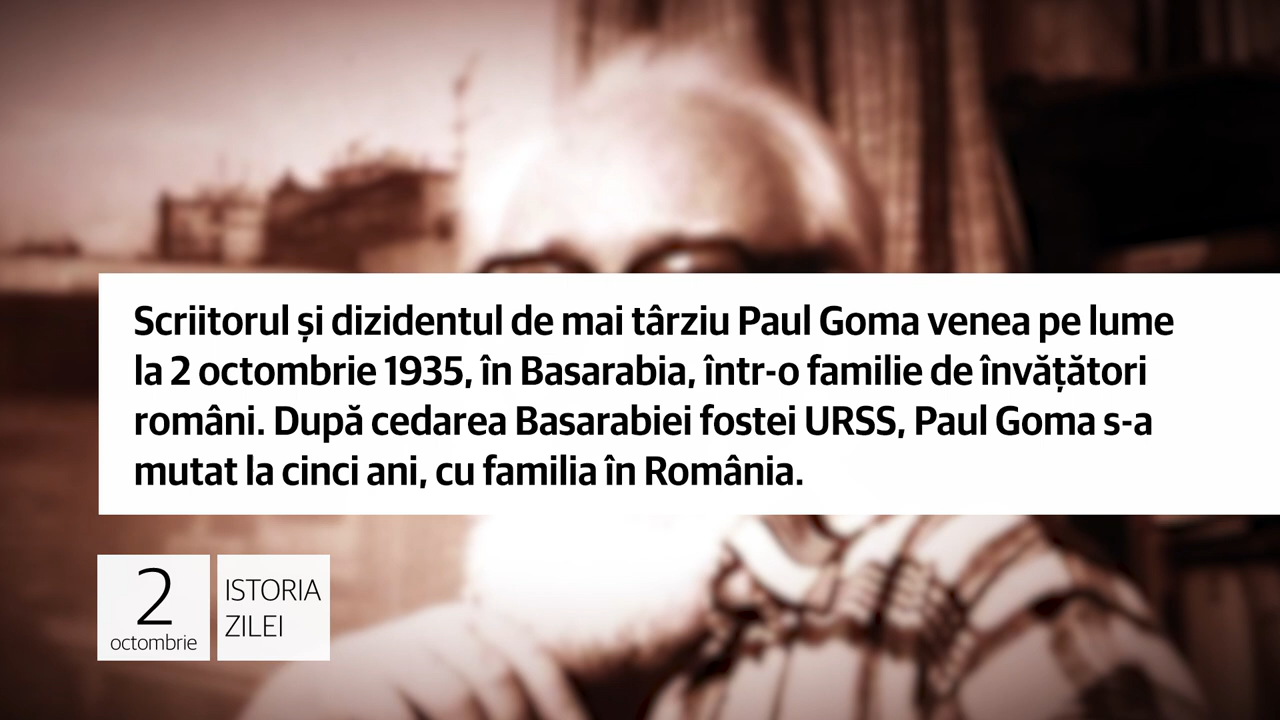 Scriitorul și dizidentul de mai târziu Paul Goma venea pe lume
la 2 octombrie 1935, în Basarabia, într-o familie de învățători
români. După cedarea Basarabiei fostei URSS, Paul Goma s-a
mutat la cinci ani, cu familia în România.
2
octombrie
ISTORIA
ZILEI